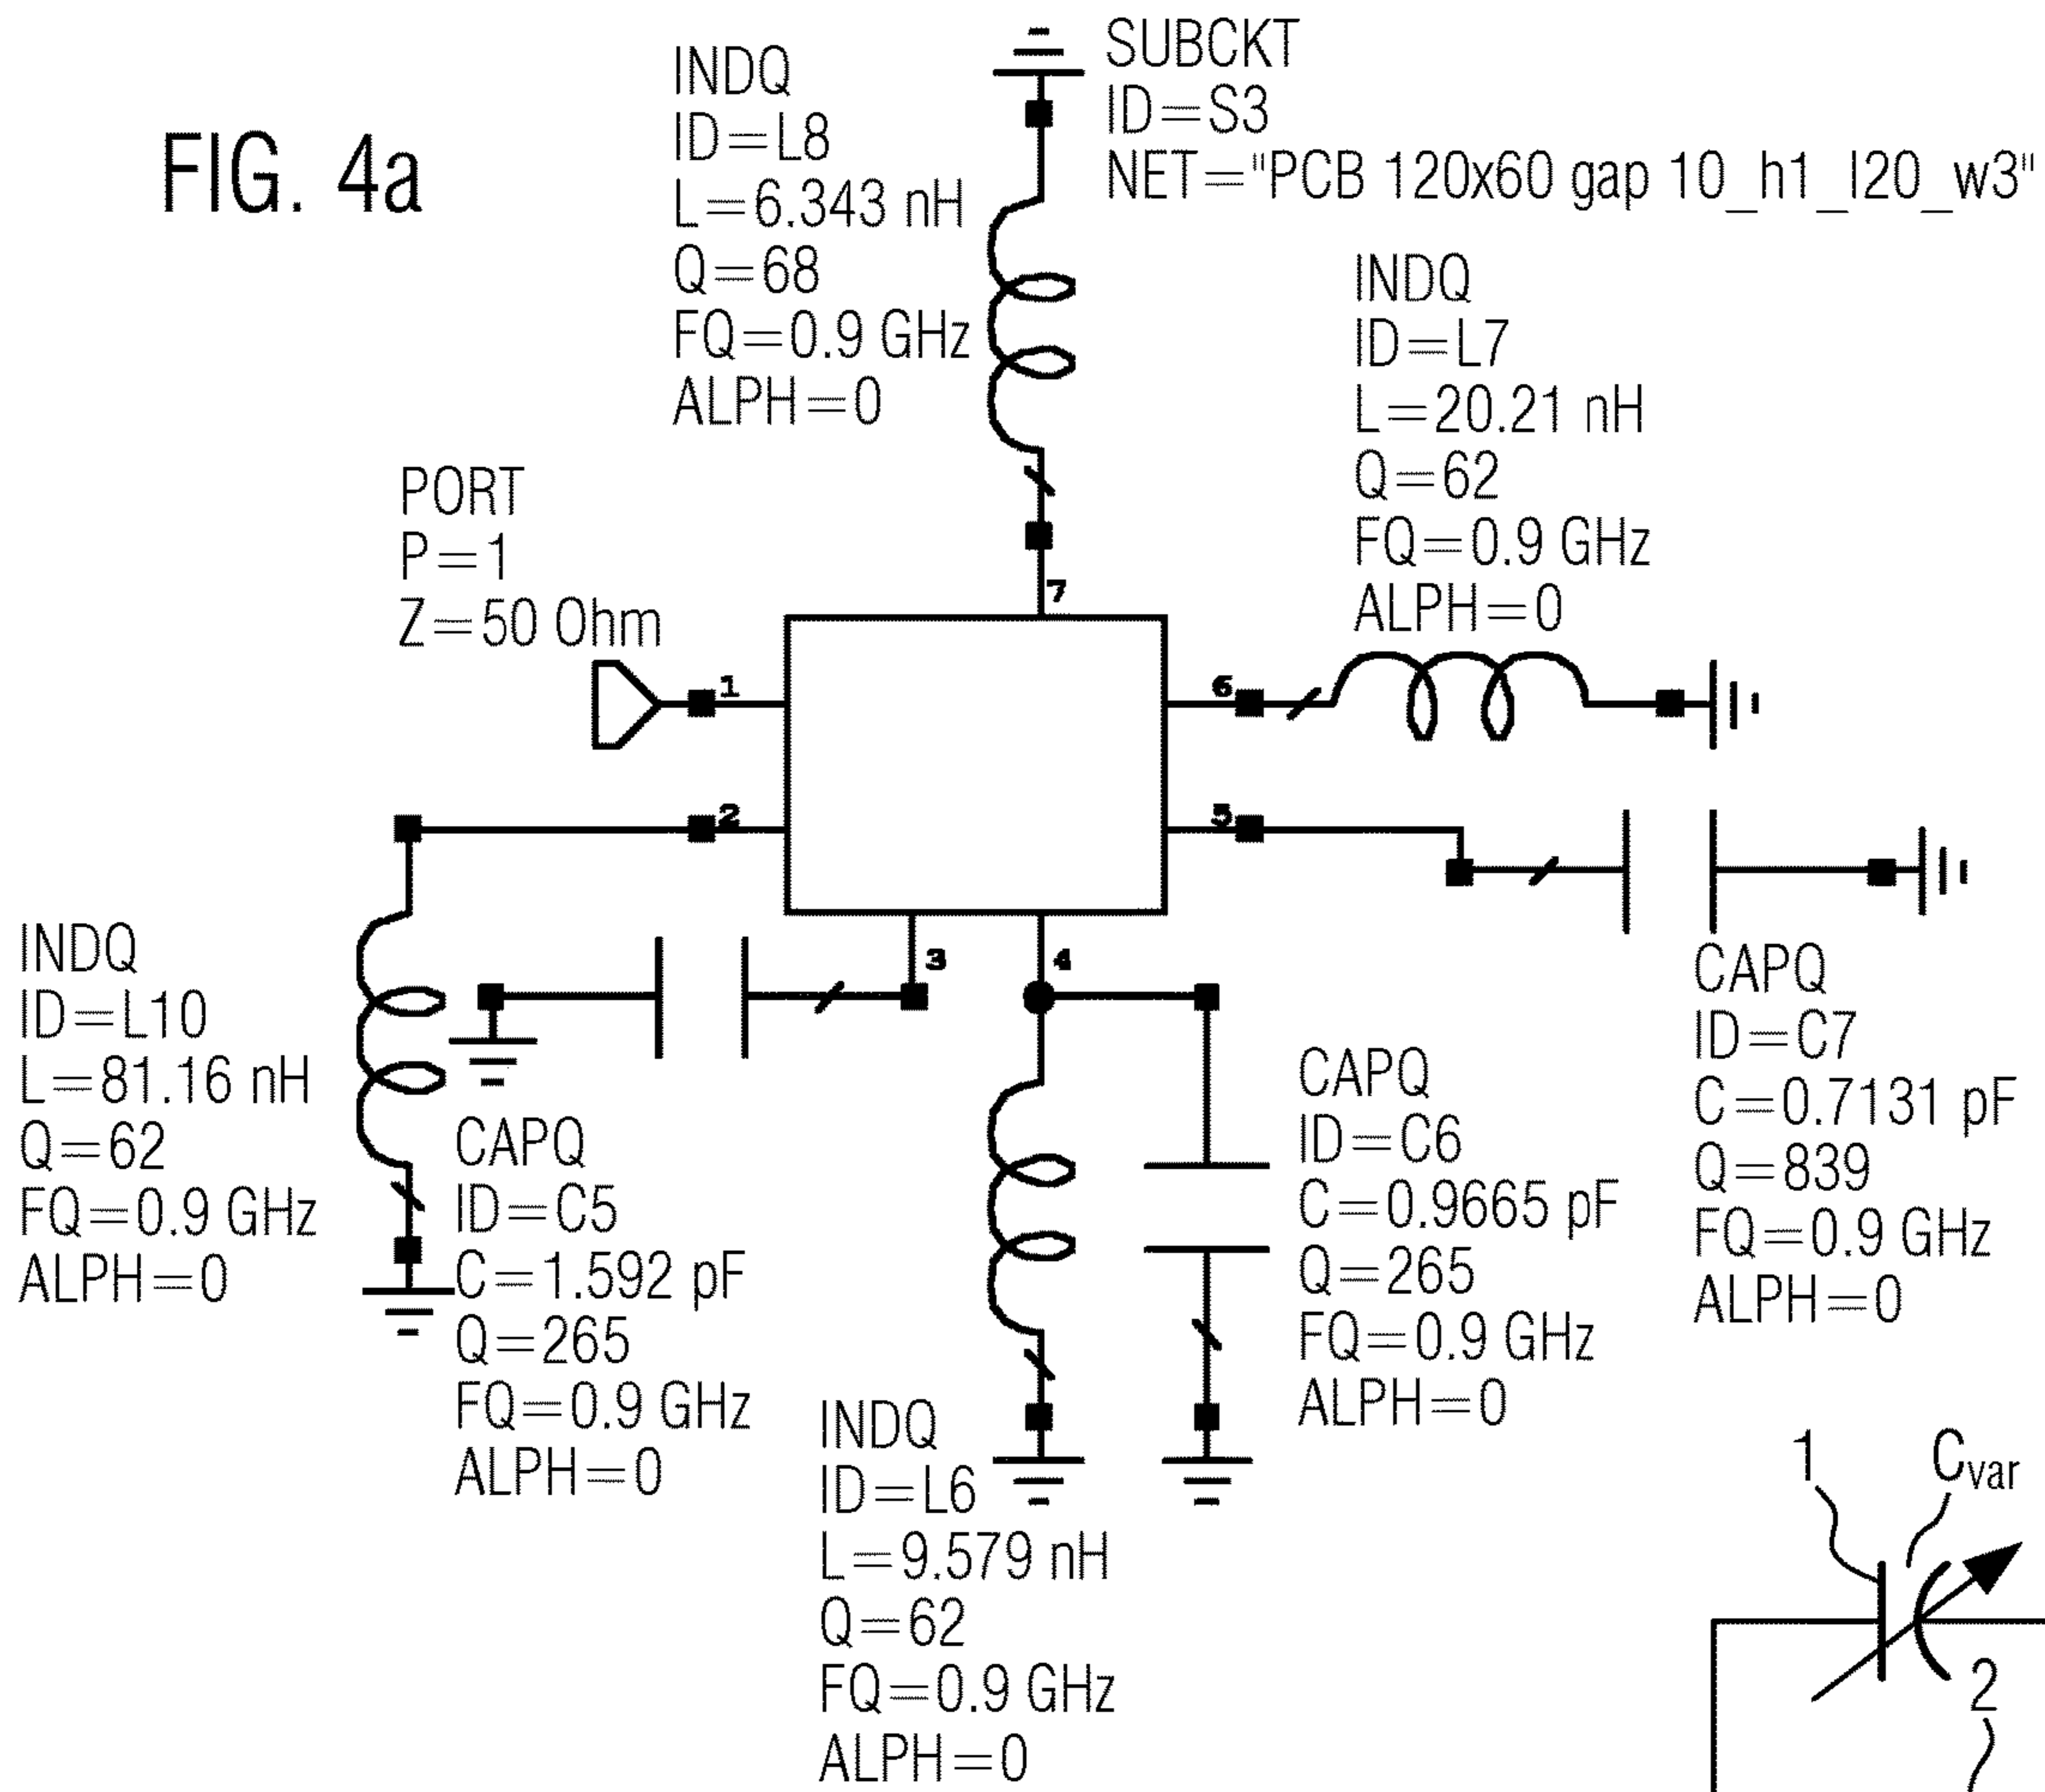 FIG. 4a
INDQ
ID=L8
L=6.343 nH
Q=68
FQ=0.9 GHz
ALPH=0
SUBCKT
ID=S3
NET="PCB 120x60 gap 10_h1_l20_w3"
INDQ
ID=L7
L=20.21 nH
Q=62
FQ=0.9 GHz
ALPH=0
PORT
P=1
Z=50 Ohm
7
1
6
2
5
3
4
INDQ
ID=L10
L=81.16 nH
Q=62
FQ=0.9 GHz
ALPH=0
CAPQ
ID=C5
C=1.592 pF
Q=265
FQ=0.9 GHz
ALPH=0
INDQ
ID=L6
L=9.579 nH
Q=62
FQ=0.9 GHz
ALPH=0
CAPQ
ID=C6
C=0.9665 pF
Q=265
FQ=0.9 GHz
ALPH=0
CAPQ
ID=C7
C=0.7131 pF
Q=839
FQ=0.9 GHz
ALPH=0
1
Cvar
2